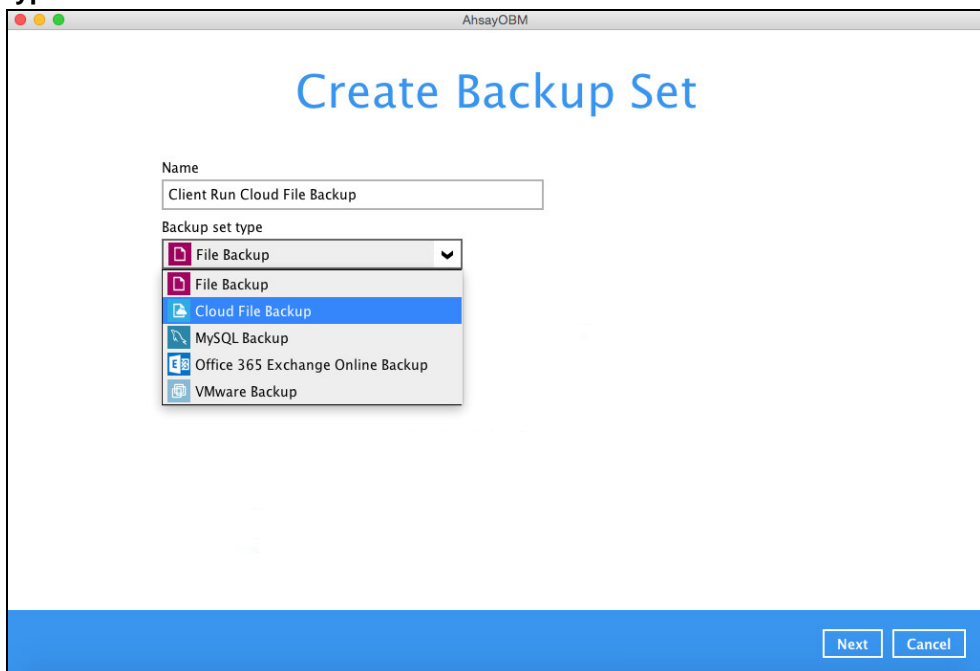 AhsayOBM
Create Backup Set
Name
Client Run Cloud File Backup
Backup set type
File Backup
File Backup
Cloud File Backup
MySQL Backup
Office 365 Exchange Online Backup
VMware Backup
Next Cancel